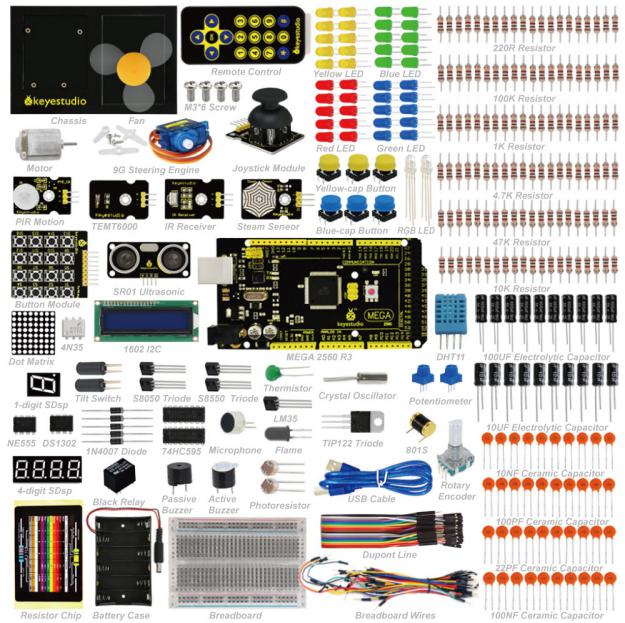 Remote Control
Yellow LED
Blue LED
220R Resistor
keyestudio
Chassis
Fan
M3*6 Screw
100K Resistor
Red LED
Green LED
1K Resistor
Motor
9G Steering Engine
Joystick Module
Yellow-cap Button
4.7K Resistor
PIR Motion
TEMT6000
IR Receiver
Steam Sensor
Blue-cap Button
RGB LED
47K Resistor
10K Resistor
Button Module
SR01 Ultrasonic
COMMUNICATION
keyestudio
MEGA
Dot Matrix
4N35
1602 I2C
MEGA 2560 R3
DHT11
100UF Electrolytic Capacitor
1-digit SDsp
Tilt Switch
S8050 Triode
S8550 Triode
Thermistor
Crystal Oscillator
Potentiometer
LM35
10UF Electrolytic Capacitor
NE555
DS1302
1N4007 Diode
74HC595
Microphone
Flame
TIP122 Triode
801S
Rotary
Encoder
10NF Ceramic Capacitor
4-digit SDsp
Black Relay
Passive
Buzzer
Active
Buzzer
Photoresistor
USB Cable
100PF Ceramic Capacitor
Dupont Line
22PF Ceramic Capacitor
Resistor Chip
Battery Case
Breadboard
Breadboard Wires
100NF Ceramic Capacitor